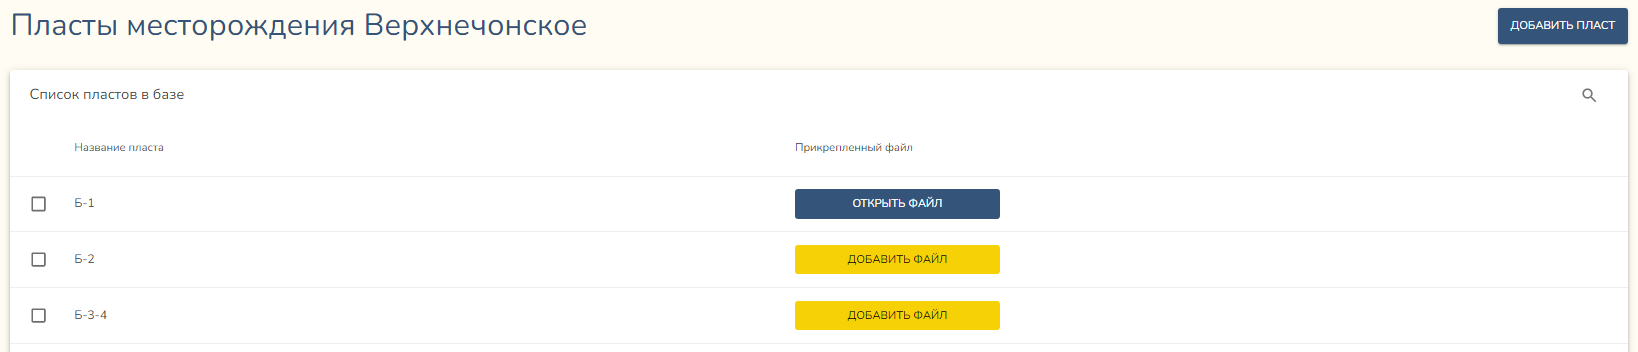 Пласты месторождения Верхнечонское
ДОБАВИТЬ ПЛАСТ
Список пластов в базе
Название пласта
Прикрепленный файл
Б-1
ОТКРЫТЬ ФАЙЛ
Б-2
ДОБАВИТЬ ФАЙЛ
Б-3-4
ДОБАВИТЬ ФАЙЛ